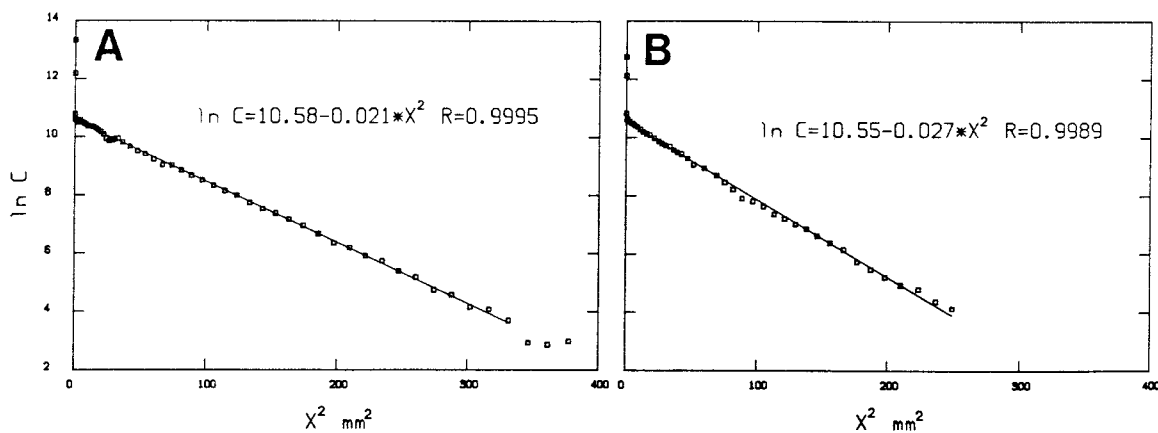 A
ln C=10.58-0.021*X² R=0.9995
14
12
10
8
6
4
2
ln C
0 100 200 300 400
X² mm²
B
ln C=10.55-0.027*X² R=0.9989
0 100 200 300 400
X² mm²